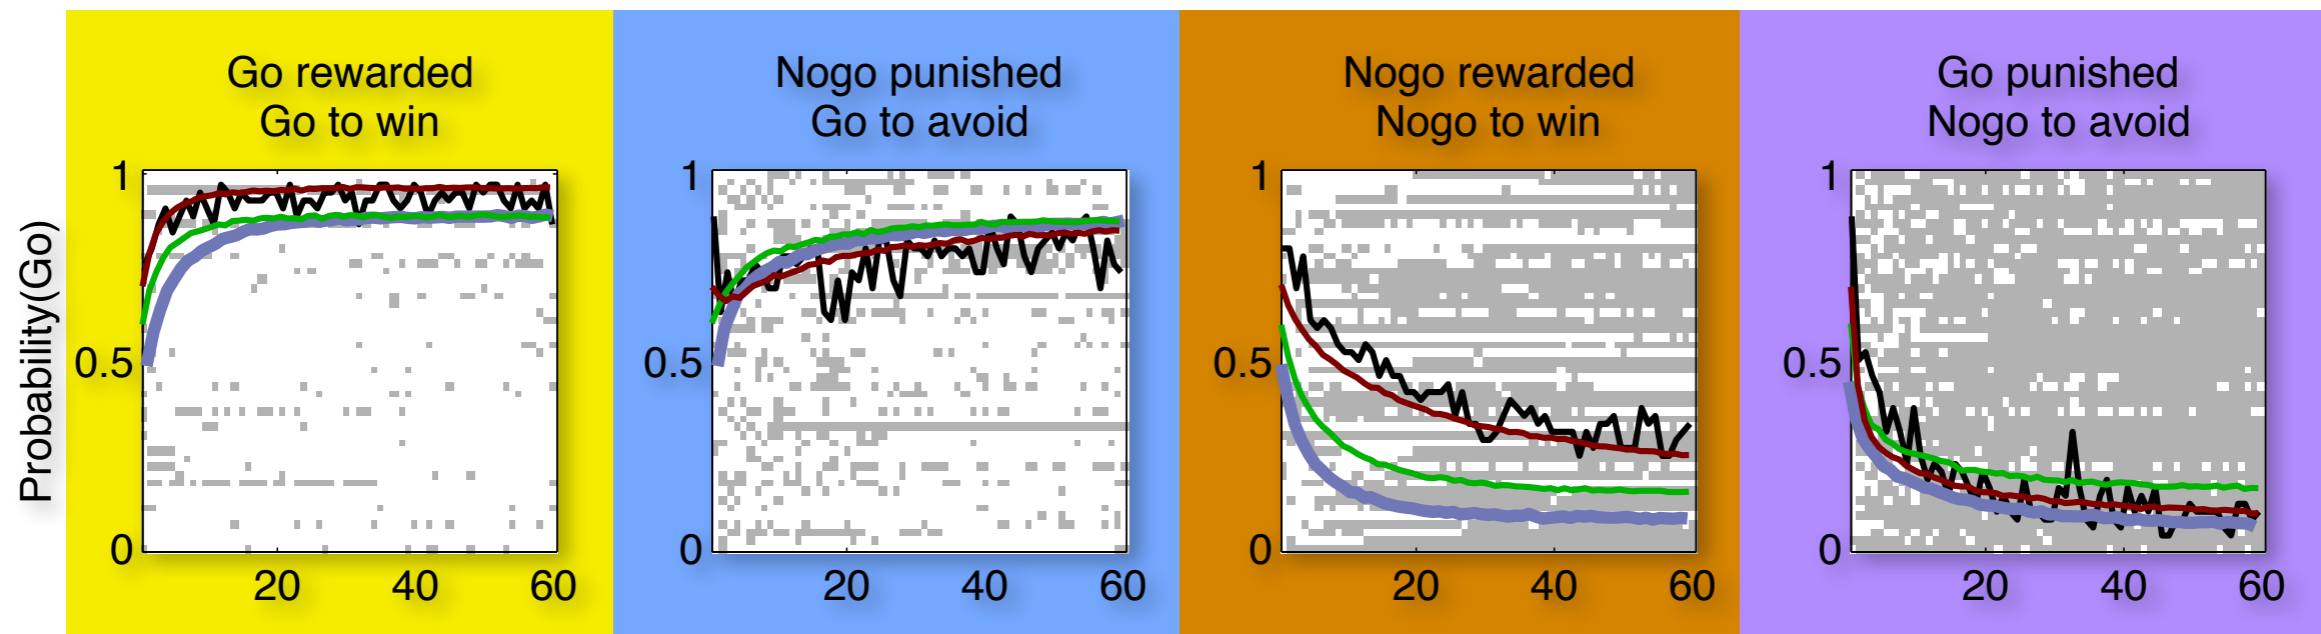 Go rewarded
Go to win
Nogo punished
Go to avoid
Nogo rewarded
Nogo to win
Go punished
Nogo to avoid
Probability(Go)
1
0.5
0
20 40 60
1
0.5
0
20 40 60
1
0.5
0
20 40 60
1
0.5
0
20 40 60